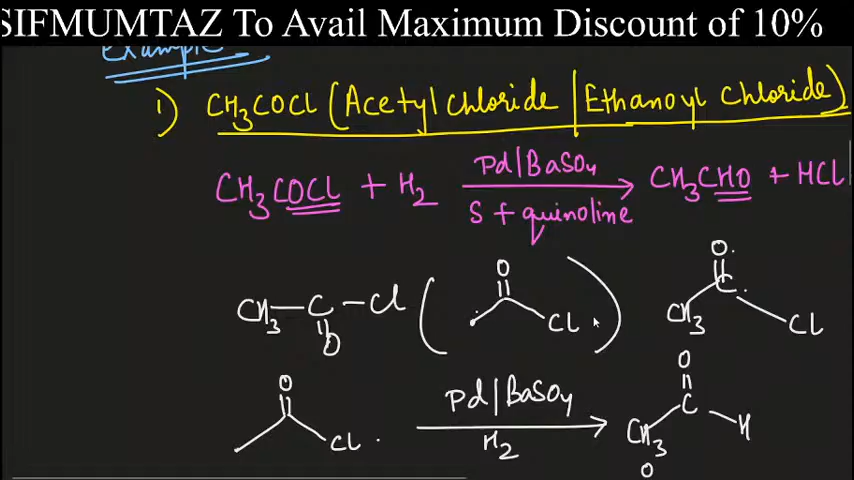 SIFMUMTAZ To Avail Maximum Discount of 10%
example
1) CH3COCl (Acetyl chloride | Ethanoyl Chloride)
CH3COCl + H2 Pd|BaSO4 S + quinoline CH3CHO + HCl
CH3 C Cl O ( O Cl ) O C CH3 Cl
O Cl Pd|BaSO4 H2 O C CH3 H
O